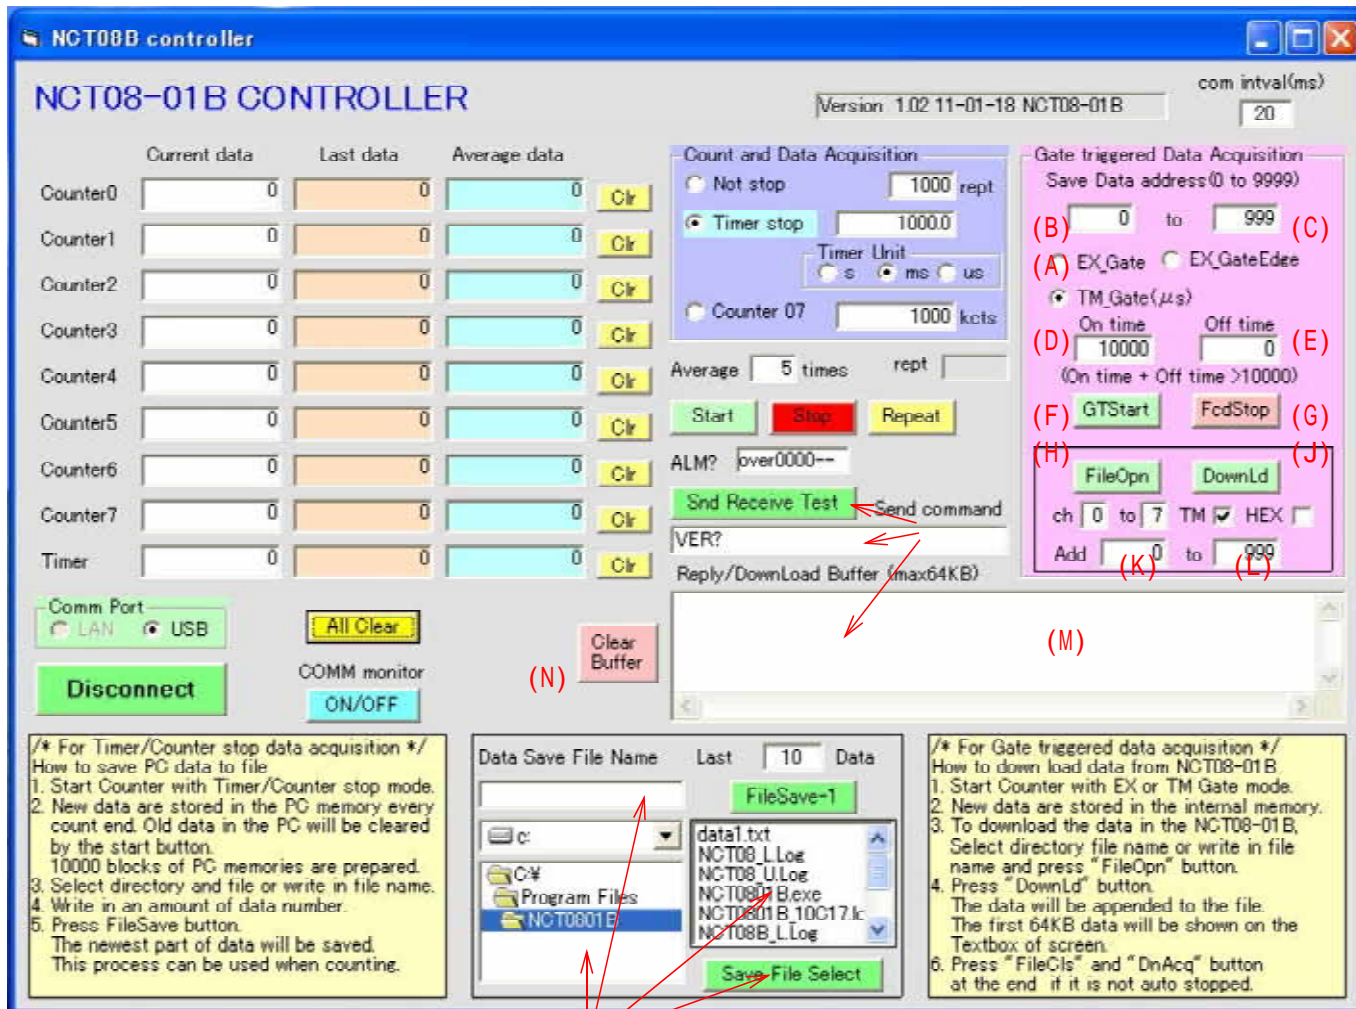 NCT08B controller
NCT08-01B CONTROLLER
Version 1.02 11-01-18 NCT08-01B
com intval(ms)
20
Current data Last data Average data
Counter0 0 0 0 Clr
Counter1 0 0 0 Clr
Counter2 0 0 0 Clr
Counter3 0 0 0 Clr
Counter4 0 0 0 Clr
Counter5 0 0 0 Clr
Counter6 0 0 0 Clr
Counter7 0 0 0 Clr
Timer 0 0 0 Clr
Comm Port
LAN USB
Disconnect
All Clear
COMM monitor
ON/OFF
(N)
Clear
Buffer
Count and Data Acquisition
Not stop 1000 rept
Timer stop 1000.0
Timer Unit
s ms us
Counter 07 1000 kcts
Average 5 times rept
Start Stop Repeat
ALM? over0000--
Snd Receive Test Send command
VER?
Reply/DownLoad Buffer (max64KB)
(M)
Gate triggered Data Acquisition
Save Data address(0 to 9999)
(B) 0 to 999 (C)
(A) EX_Gate EX_GateEdge
TM_Gate(μs)
On time Off time
(D) 10000 0 (E)
(On time + Off time >10000)
(F) GTStart FcdStop (G)
(H) (J)
FileOpn DownLd
ch 0 to 7 TM HEX
Add 0 to 999
(K) (L)
/* For Timer/Counter stop data acquisition */
How to save PC data to file
1. Start Counter with Timer/Counter stop mode.
2. New data are stored in the PC memory every
count end. Old data in the PC will be cleared
by the start button.
10000 blocks of PC memories are prepared.
3. Select directory and file or write in file name.
4. Write in an amount of data number.
5. Press FileSave button.
The newest part of data will be saved.
This process can be used when counting.
Data Save File Name Last 10 Data
FileSave-1
c:
C:¥
Program Files
NCT0801B
data1.txt
NCT08_L.Log
NCT08_U.Log
NCT0801B.exe
NCT0801B_10C17.lc
NCT08B_L.Log
Save File Select
/* For Gate triggered data acquisition */
How to down load data from NCT08-01B
1. Start Counter with EX or TM Gate mode.
2. New data are stored in the internal memory.
3. To download the data in the NCT08-01B,
Select directory file name or write in file
name and press "FileOpn" button.
4. Press "DownLd" button.
The data will be appended to the file.
The first 64KB data will be shown on the
Textbox of screen.
6. Press "FileCls" and "DnAcq" button
at the end if it is not auto stopped.